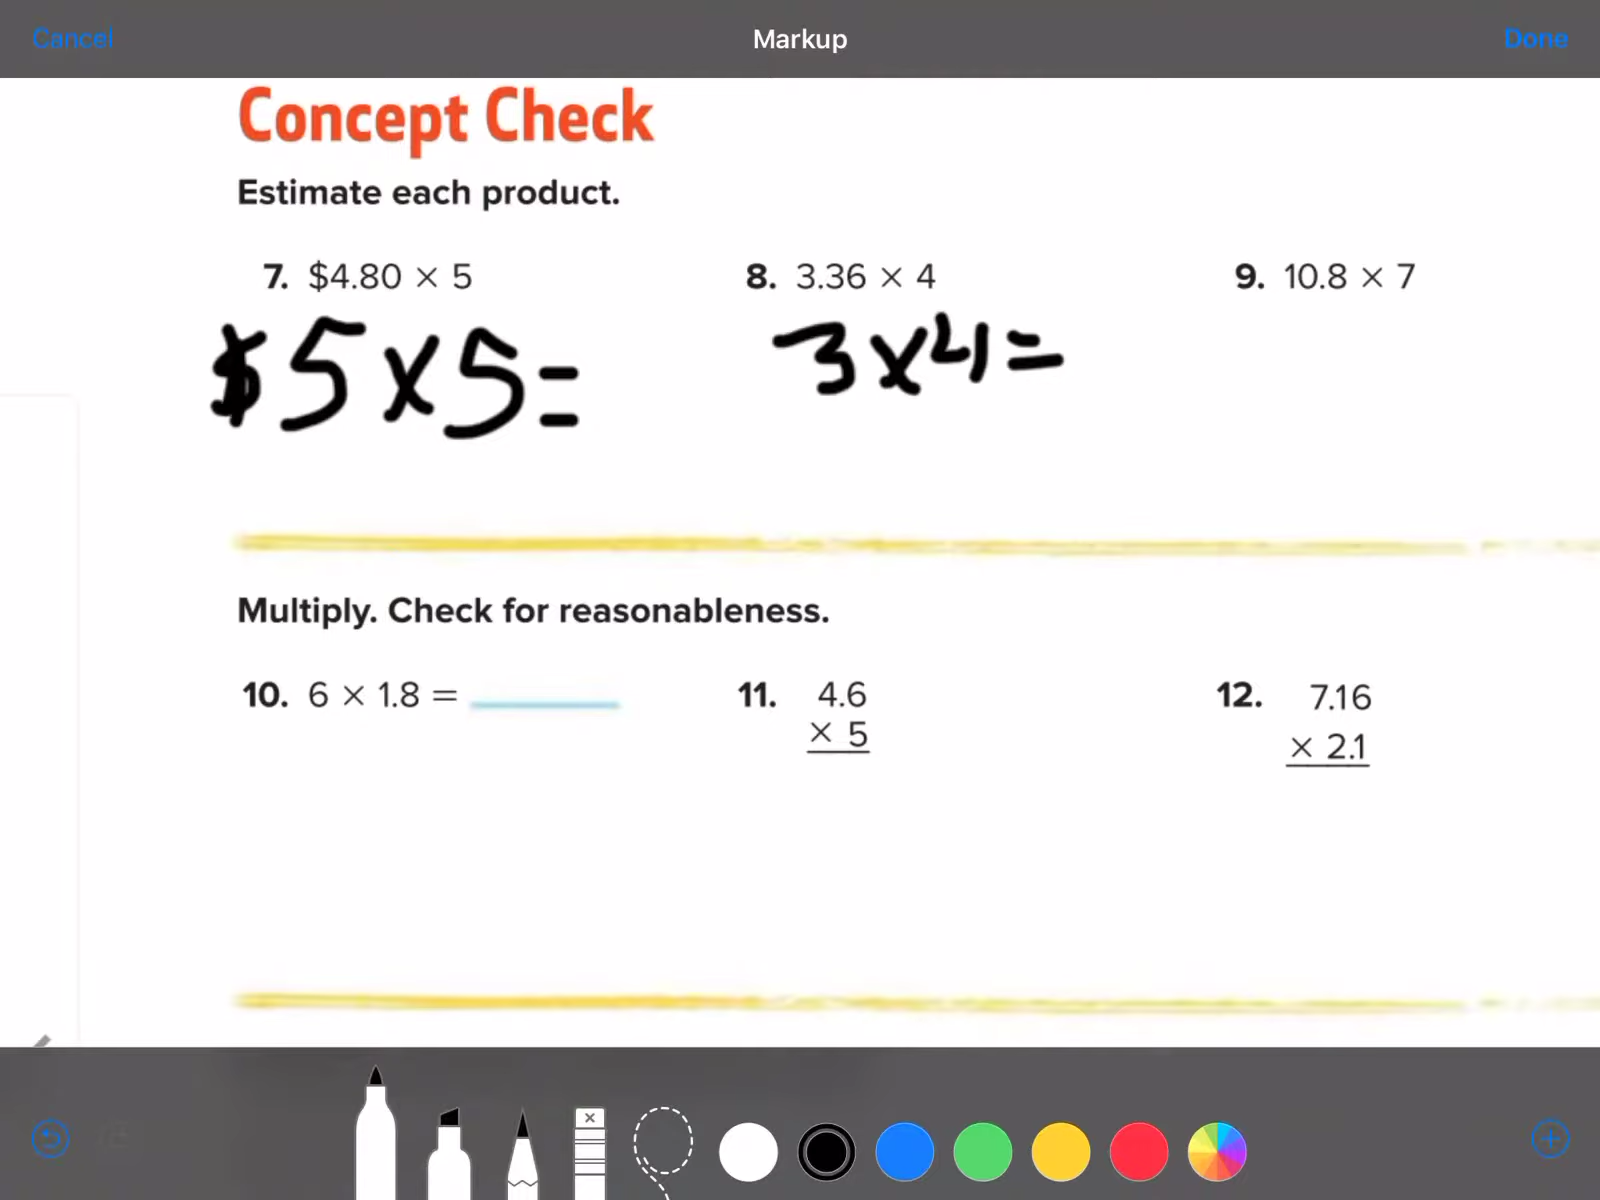 Cancel Markup Done
Concept Check
Estimate each product.
7. $4.80 × 5 8. 3.36 × 4 9. 10.8 × 7
$5×5= 3×4=
Multiply. Check for reasonableness.
10. 6 × 1.8 = 11. 4.6 12. 7.16
× 5 × 2.1